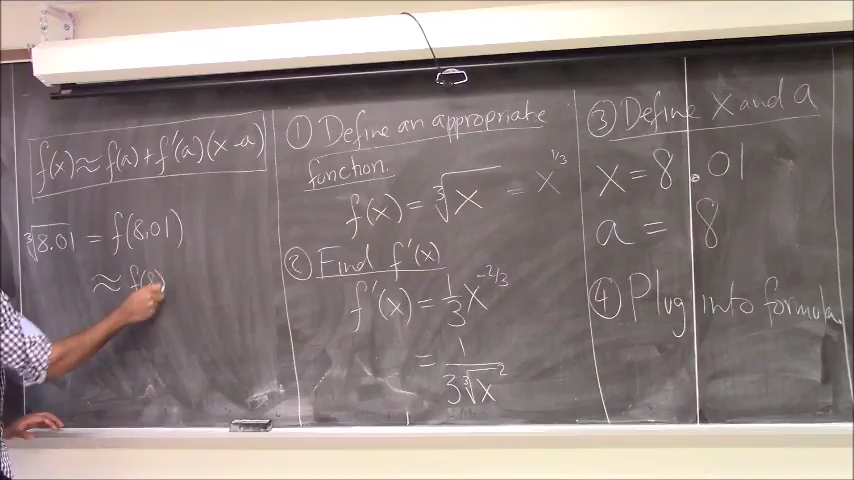 f(x) ≈ f(a) + f'(a)(x-a)
∛8.01 = f(8.01)
≈ f(8)
① Define an appropriate
function.
f(x) = ∛x = x^{1/3}
② Find f'(x)
f'(x) = 1/3 x^{-2/3}
= 1/(3∛x²)
③ Define x and a
x = 8.01
a = 8
④ Plug into formula